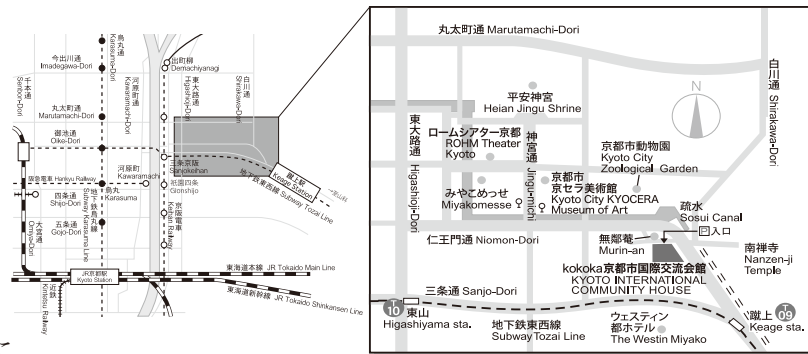 千本通
Senbon-Dori
今出川通
Imadegawa-Dori
烏丸通
Karasuma-Dori
河原町通
Kawaramachi-Dori
出町柳
Demachiyanagi
東大路通
Higashioji-Dori
白川通
Shirakawa-Dori
丸太町通
Marutamachi-Dori
御池通
Oike-Dori
三条京阪
Sanjokeihan
蹴上駅
Keage Station
地下鉄東西線 Subway Tozai Line
阪急電車 Hankyu Railway
河原町
Kawaramachi
祇園四条
Gionshijo
四条通
Shijo-Dori
烏丸
Karasuma
地下鉄烏丸線
Subway Karasuma Line
五条通
Gojo-Dori
大宮通
Omiya-Dori
京阪電車
Keihan Railway
JR京都駅
Kyoto Station
東海道本線 JR Tokaido Main Line
東海道新幹線 JR Tokaido Shinkansen Line
近鉄
Kintetsu Railway
丸太町通 Marutamachi-Dori
白川通 Shirakawa-Dori
N
平安神宮
Heian Jingu Shrine
東大路通 Higashioji-Dori
ロームシアター京都
ROHM Theater
Kyoto
神宮通 Jingu-michi
京都市動物園
Kyoto City
Zoological Garden
みやこめっせ
Miyakomesse
京都市
京セラ美術館
Kyoto City KYOCERA
Museum of Art
疏水
Sosui Canal
P入口
仁王門通 Niomon-Dori
無鄰菴
Murin-an
南禅寺
Nanzen-ji
Temple
kokoka京都市国際交流会館
KYOTO INTERNATIONAL
COMMUNITY HOUSE
三条通 Sanjo-Dori
T
10
東山
Higashiyama sta.
地下鉄東西線
Subway Tozai Line
ウェスティン
都ホテル
The Westin Miyako
T
09
蹴上
Keage sta.